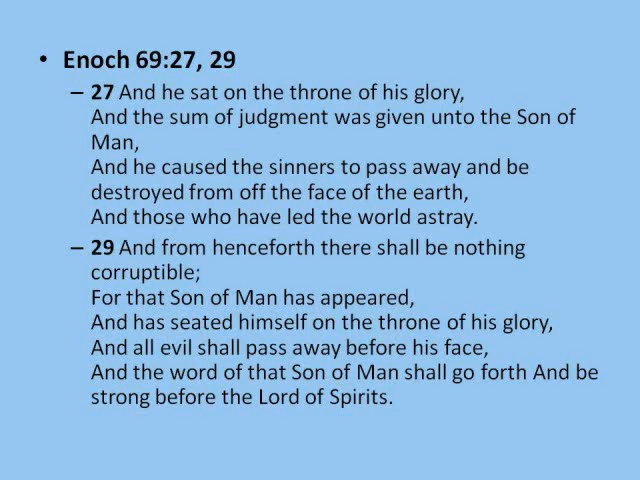 • Enoch 69:27, 29
– 27 And he sat on the throne of his glory,
And the sum of judgment was given unto the Son of
Man,
And he caused the sinners to pass away and be
destroyed from off the face of the earth,
And those who have led the world astray.
– 29 And from henceforth there shall be nothing
corruptible;
For that Son of Man has appeared,
And has seated himself on the throne of his glory,
And all evil shall pass away before his face,
And the word of that Son of Man shall go forth And be
strong before the Lord of Spirits.